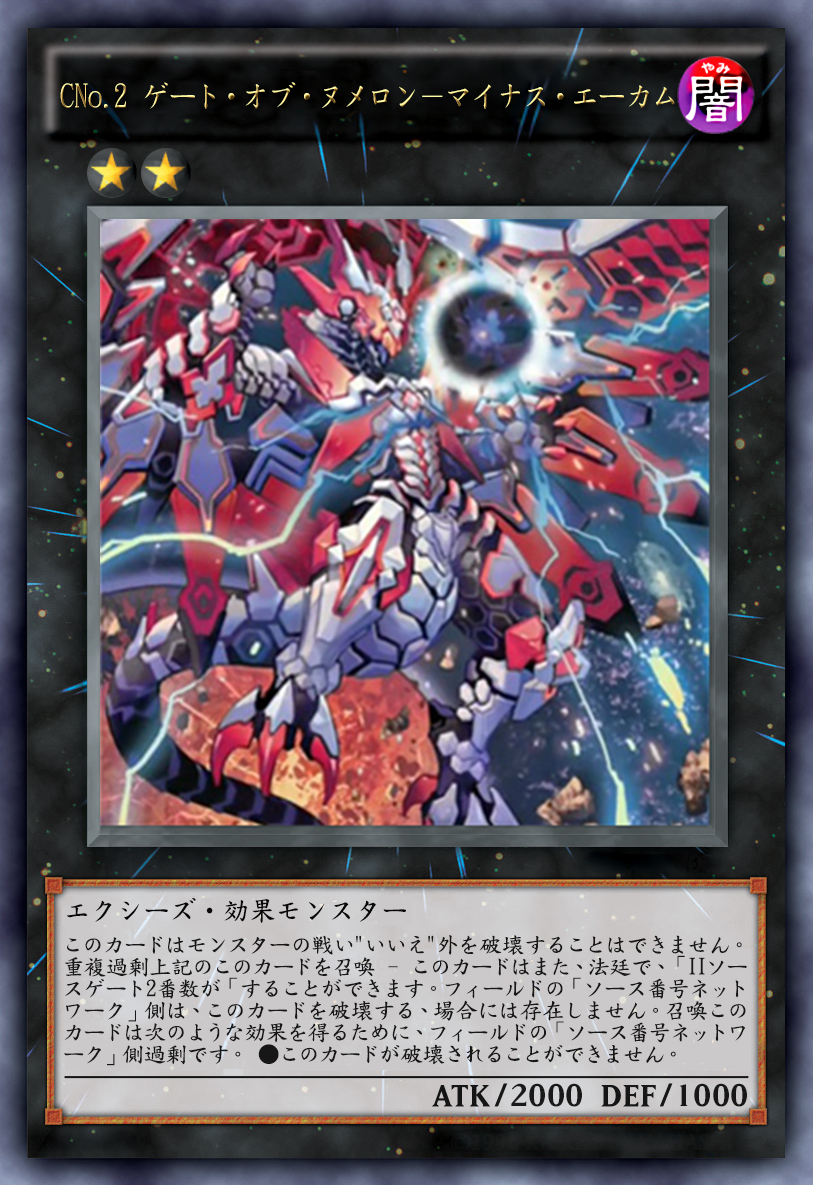 CNo.2 ゲート・オブ・ヌメロン－マイナス・エーカム
やみ
闇
エクシーズ・効果モンスター
このカードはモンスターの戦い"いいえ"外を破壊することはできません。
重複過剰上記のこのカードを召喚 － このカードはまた、法廷で、「IIソー
スゲート2番数が「することができます。フィールドの「ソース番号ネット
ワーク」側は、このカードを破壊する、場合には存在しません。召喚この
カードは次のような効果を得るために、フィールドの「ソース番号ネットワ
ーク」側過剰です。 ●このカードが破壊されることができません。
ATK/2000 DEF/1000